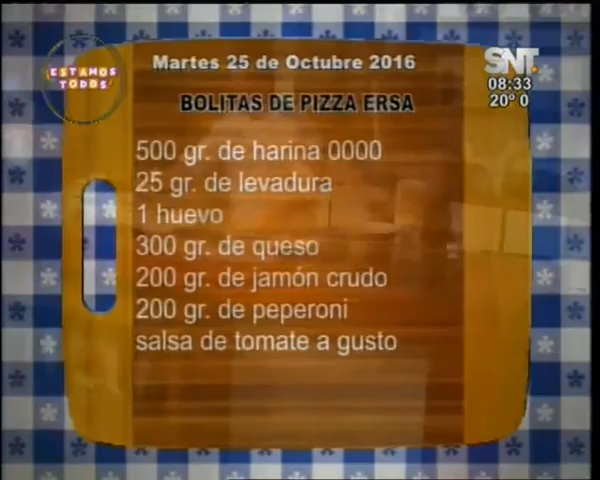 Martes 25 de Octubre 2016
ESTAMOS
TODOS
SNT.
08:33
20º 0
BOLITAS DE PIZZA ERSA
500 gr. de harina 0000
25 gr. de levadura
1 huevo
300 gr. de queso
200 gr. de jamón crudo
200 gr. de peperoni
salsa de tomate a gusto